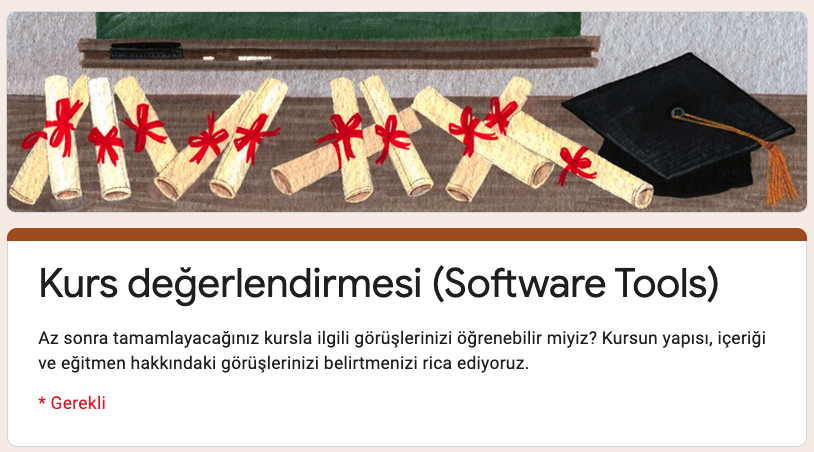 Kurs değerlendirmesi (Software Tools)
Az sonra tamamlayacağınız kursla ilgili görüşlerinizi öğrenebilir miyiz? Kursun yapısı, içeriği
ve eğitmen hakkındaki görüşlerinizi belirtmenizi rica ediyoruz.
* Gerekli